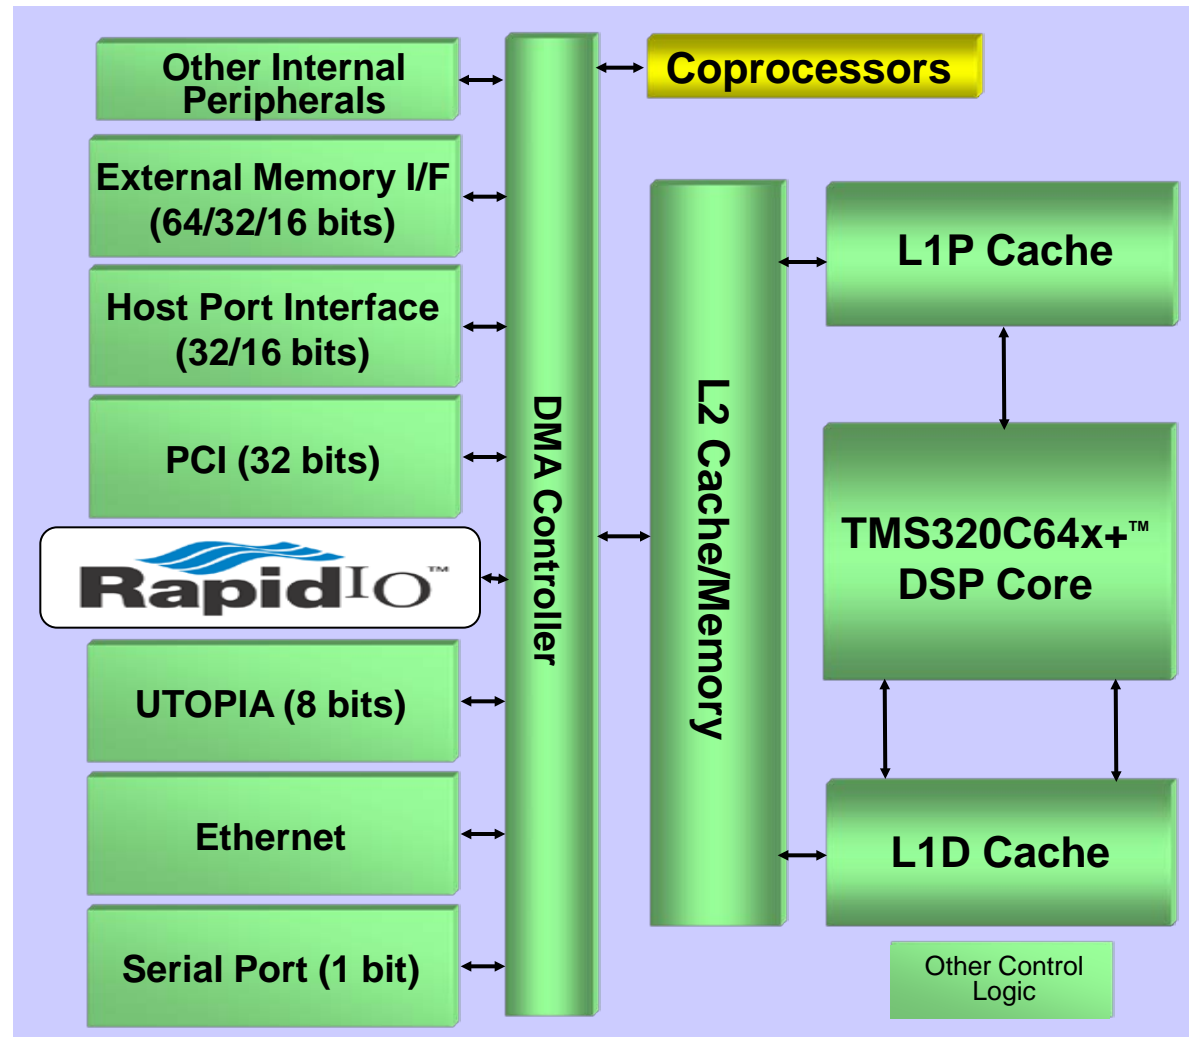 Other Internal
Peripherals
External Memory I/F
(64/32/16 bits)
Host Port Interface
(32/16 bits)
PCI (32 bits)
RapidIO™
UTOPIA (8 bits)
Ethernet
Serial Port (1 bit)
DMA Controller
Coprocessors
L2 Cache/Memory
L1P Cache
TMS320C64x+™
DSP Core
L1D Cache
Other Control
Logic